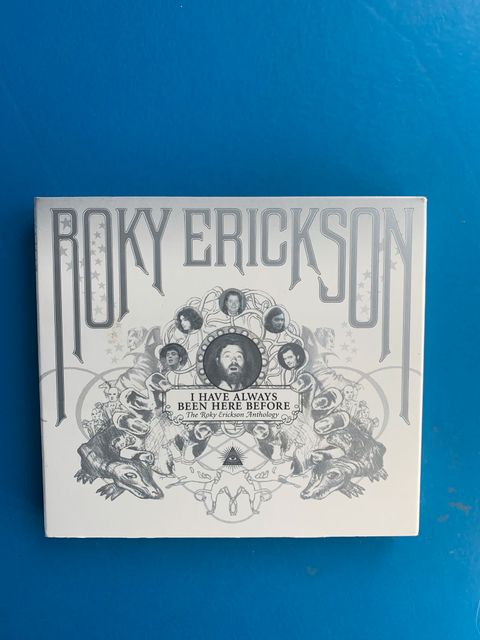 ROKY ERICKSON
I HAVE ALWAYS
BEEN HERE BEFORE
The Roky Erickson Anthology